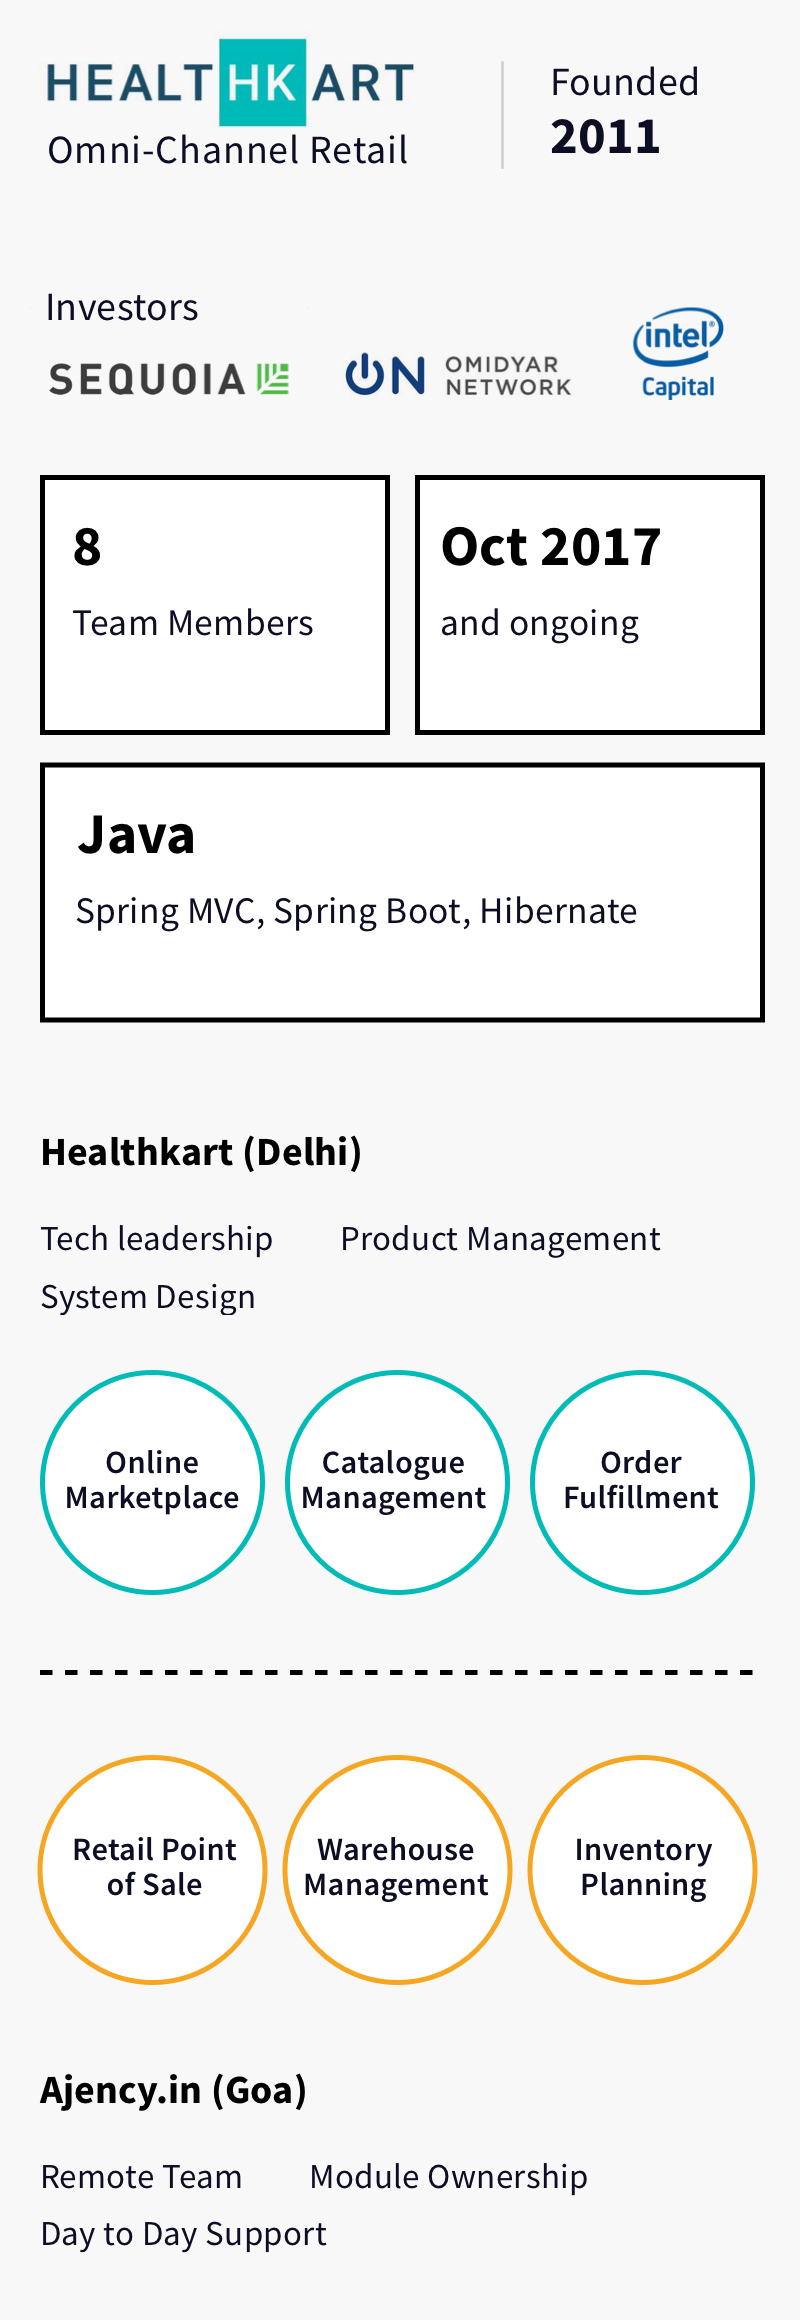 HEALTHKART
Omni-Channel Retail
Founded
2011
Investors
SEQUOIA
ON OMIDYAR
NETWORK
intel®
Capital
8
Team Members
Oct 2017
and ongoing
Java
Spring MVC, Spring Boot, Hibernate
Healthkart (Delhi)
Tech leadership
Product Management
System Design
Online
Marketplace
Catalogue
Management
Order
Fulfillment
Retail Point
of Sale
Warehouse
Management
Inventory
Planning
Ajency.in (Goa)
Remote Team
Module Ownership
Day to Day Support